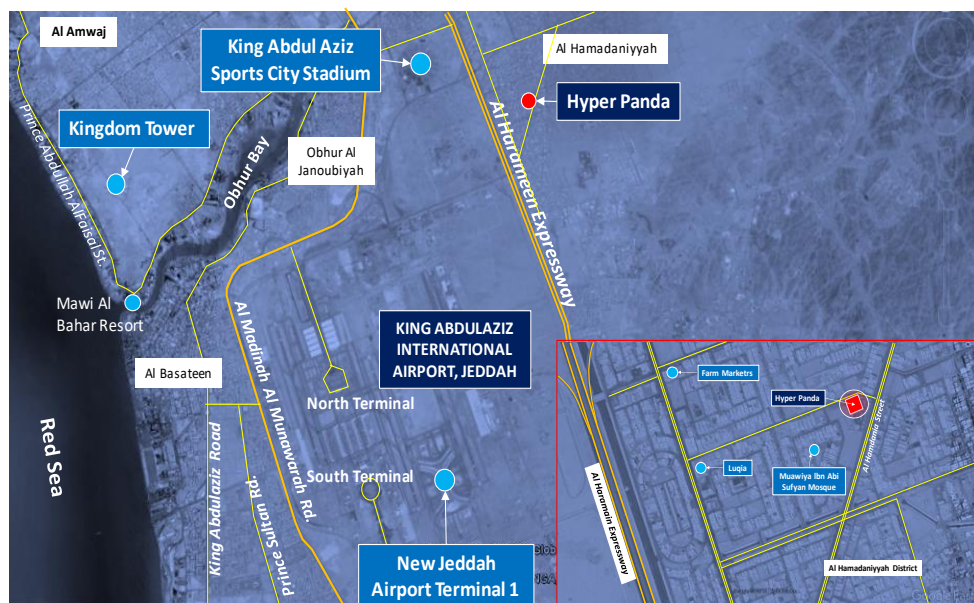 Al Amwaj
King Abdul Aziz
Sports City Stadium
Al Hamadaniyyah
Hyper Panda
Kingdom Tower
Prince Abdullah AlFaisal St.
Obhur Bay
Obhur Al
Janoubiyah
Al Harameen Expressway
Mawi Al
Bahar Resort
Al Madinah Al Munawarah Rd.
KING ABDULAZIZ
INTERNATIONAL
AIRPORT, JEDDAH
Al Basateen
North Terminal
Red Sea
King Abdulaziz Road
Prince Sultan Rd.
South Terminal
New Jeddah
Airport Terminal 1
Farm Marketrs
Hyper Panda
Al Hamdania Street
Luqia
Muawiya Ibn Abi
Sufyan Mosque
Al Haramain Expressway
Al Hamadaniyyah District